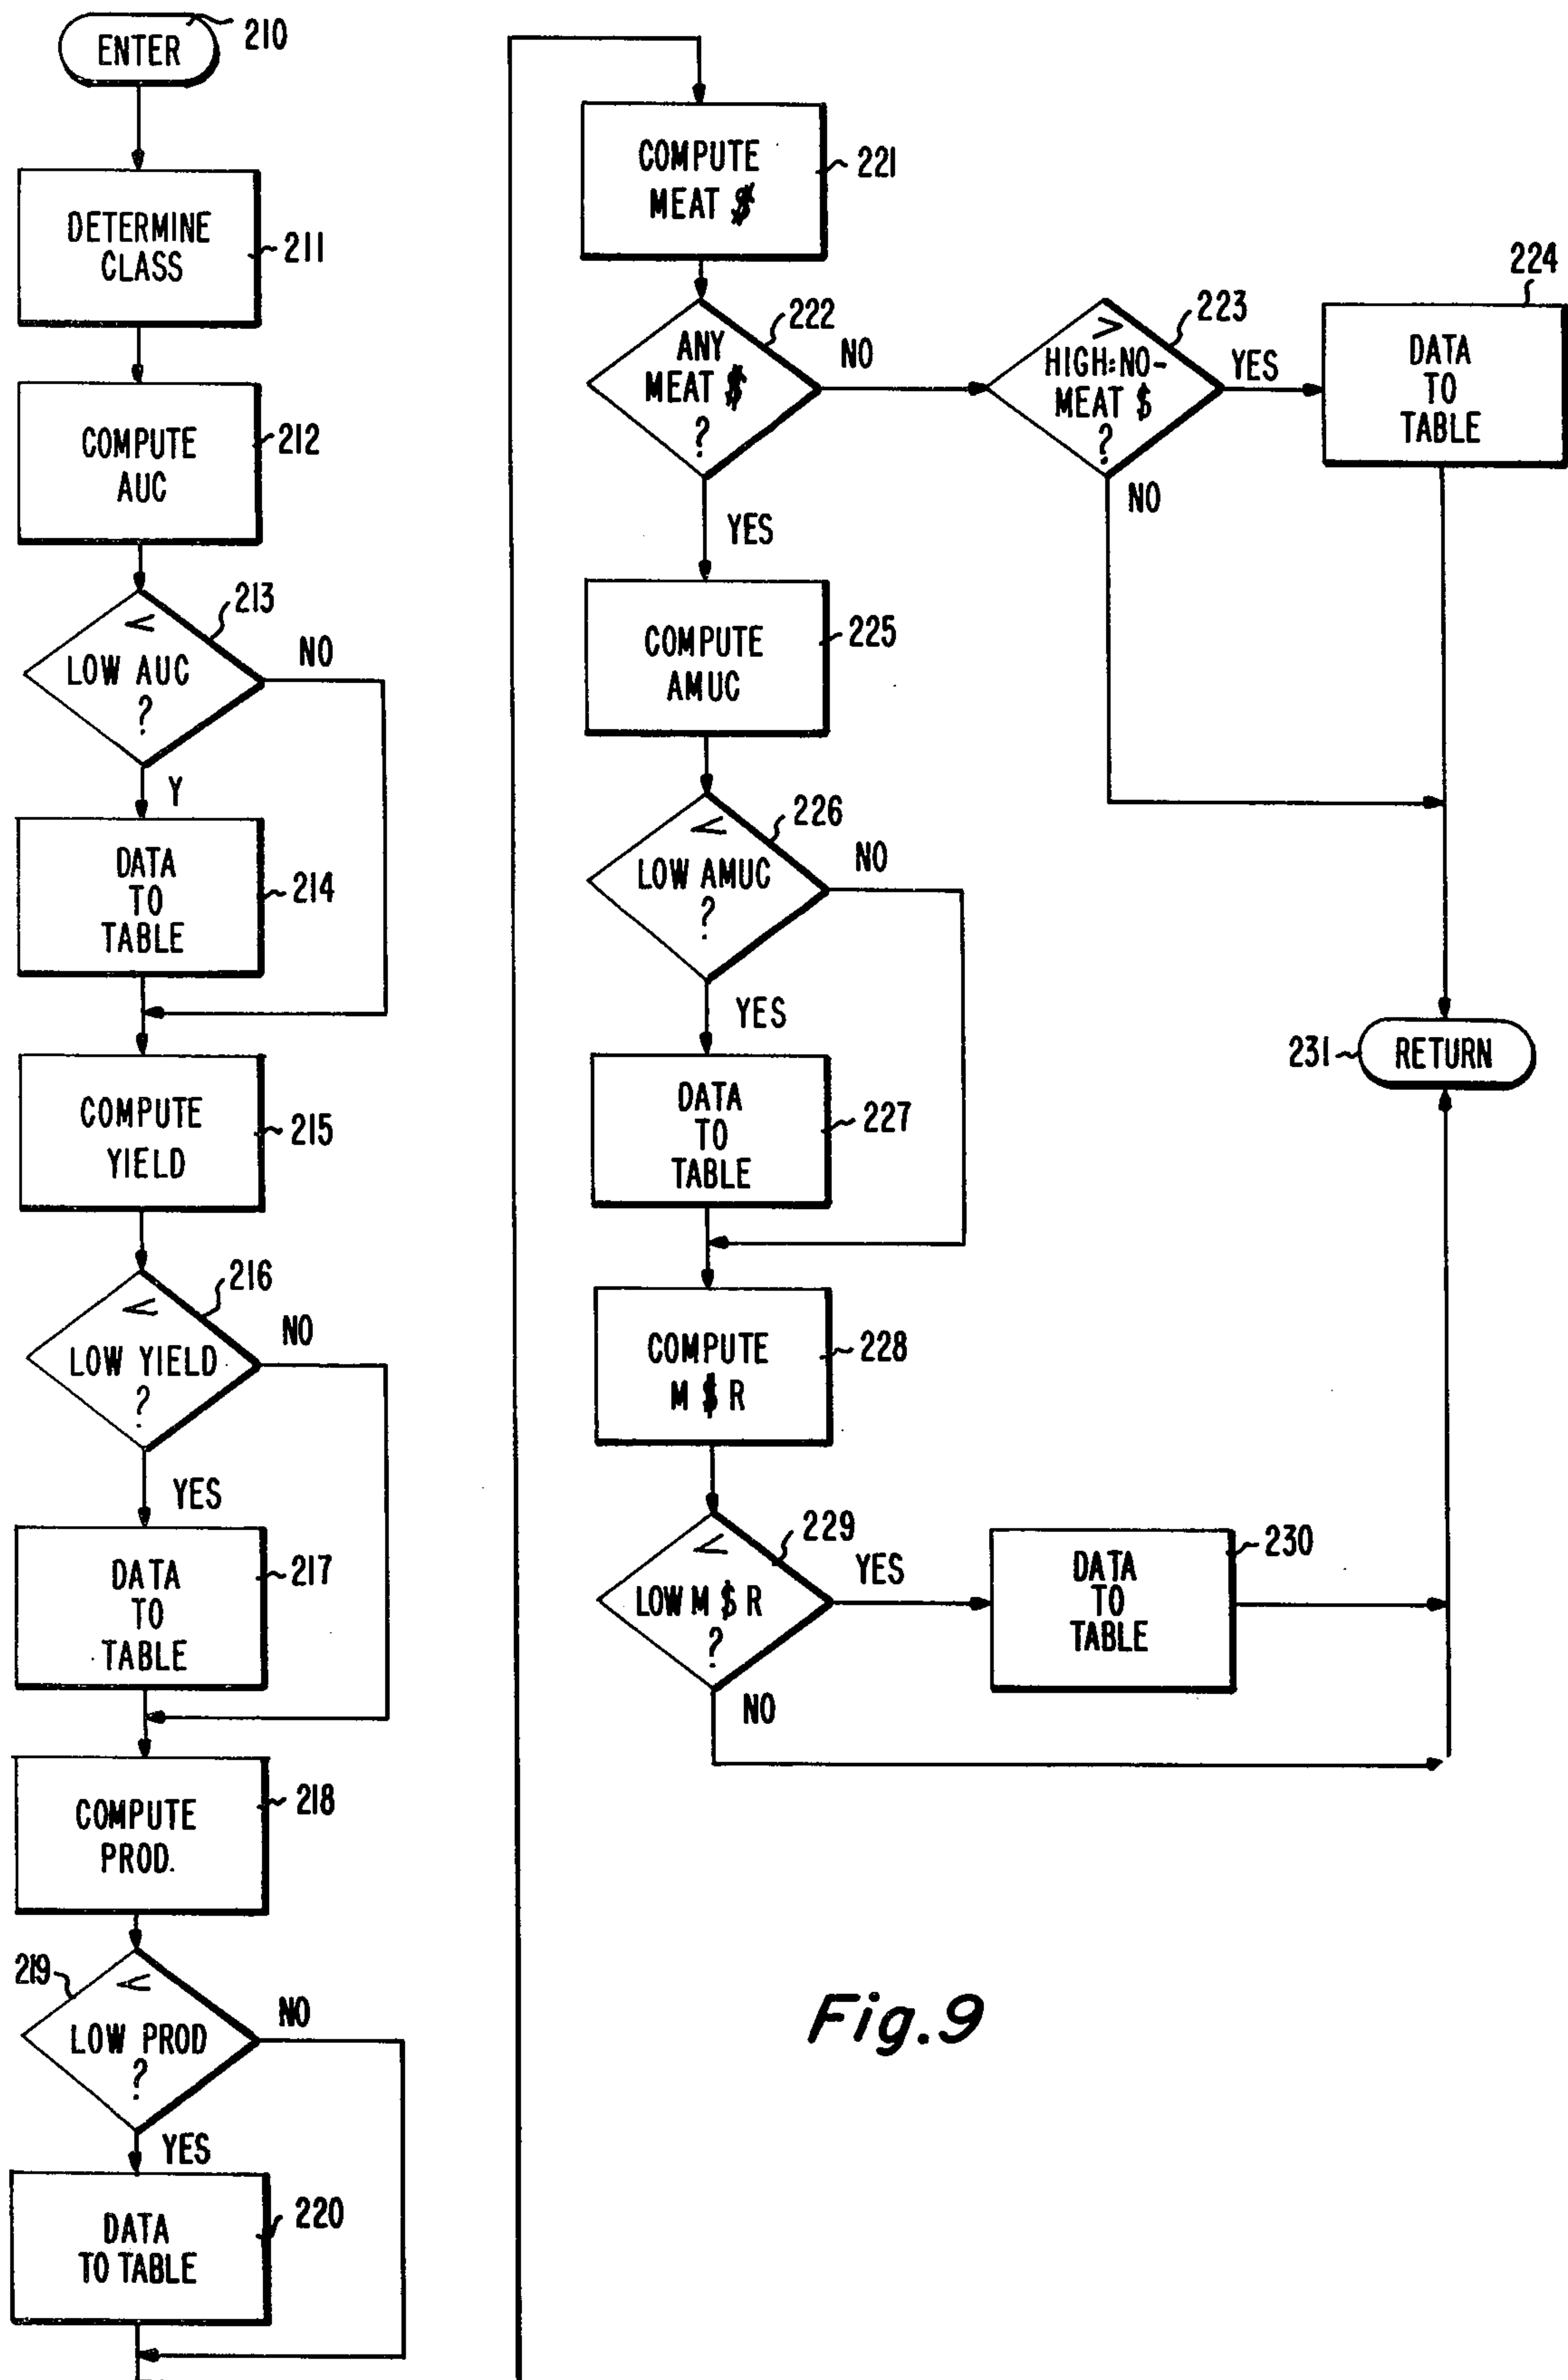 ENTER
210
DETERMINE
CLASS
211
COMPUTE
AUC
212
<
LOW AUC
?
213
NO
Y
DATA
TO
TABLE
214
COMPUTE
YIELD
215
<
LOW YIELD
?
216
NO
YES
DATA
TO
TABLE
217
COMPUTE
PROD.
218
219
<
LOW PROD
?
NO
YES
DATA
TO TABLE
220
COMPUTE
MEAT $
221
ANY
MEAT $
?
222
NO
YES
>
HIGH:NO-
MEAT $
?
223
YES
NO
224
DATA
TO
TABLE
COMPUTE
AMUC
225
<
LOW AMUC
?
226
NO
YES
DATA
TO
TABLE
227
COMPUTE
M $ R
228
<
LOW M $ R
?
229
YES
NO
DATA
TO
TABLE
230
231
RETURN
Fig.9